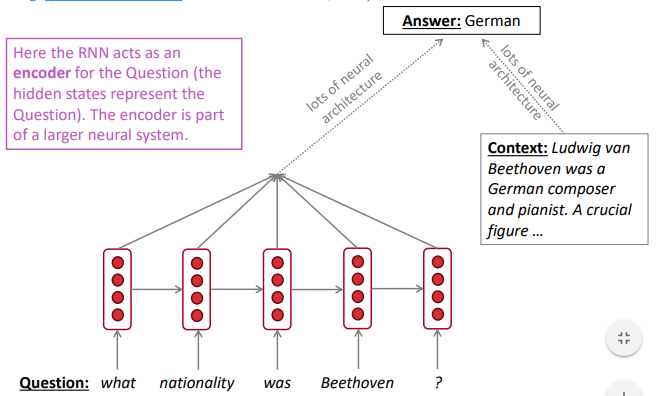 Answer: German
Here the RNN acts as an
encoder for the Question (the
hidden states represent the
Question). The encoder is part
of a larger neural system.
lots of neural
architecture
lots of neural
architecture
Context: Ludwig van
Beethoven was a
German composer
and pianist. A crucial
figure ...
Question: what nationality was Beethoven ?